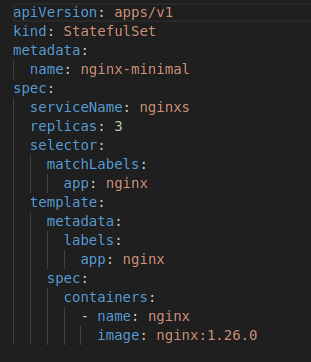 apiVersion: apps/v1
kind: StatefulSet
metadata:
  name: nginx-minimal
spec:
  serviceName: nginxs
  replicas: 3
  selector:
    matchLabels:
      app: nginx
  template:
    metadata:
      labels:
        app: nginx
    spec:
      containers:
        - name: nginx
          image: nginx:1.26.0